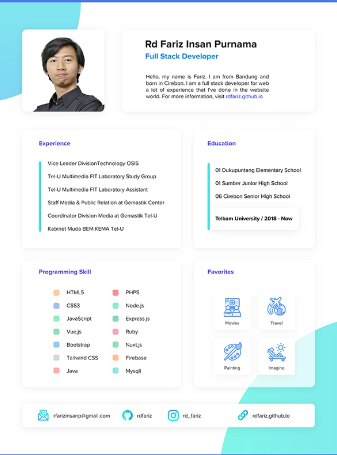 Rd Fariz Insan Purnama
Full Stack Developer
Hello, my name is Fariz, I am from Bandung and
born in Cirebon. I am a full stack developer for web
a lot of experience that I've done in the website
world. For more information, visit rdfariz.github.io
Experience
Vice Leader DivisionTechnology OSIS
Tel-U Multimedia FIT Laboratory Study Group
Tel-U Multimedia FIT Laboratory Assistant
Staff Media & Public Relation at Gemastik Center
Coordinator Division Media at Gemastik Tel-U
Kabinet Muda BEM KEMA Tel-U
Education
01 Dukupuntang Elementary School
01 Sumber Junior High School
06 Cirebon Senior High School
Telkom University / 2018 - Now
Programming Skill
HTML5
CSS3
JavaScript
Vue.js
Bootstrap
Tailwind CSS
Java
PHP5
Node.js
Express.js
Ruby
Nuxt.js
Firebase
Mysqli
Favorites
Movies
Travel
Painting
Imagine
rfarizinsanp@gmail.com
rdfariz
rd_fariz
rdfariz.github.io